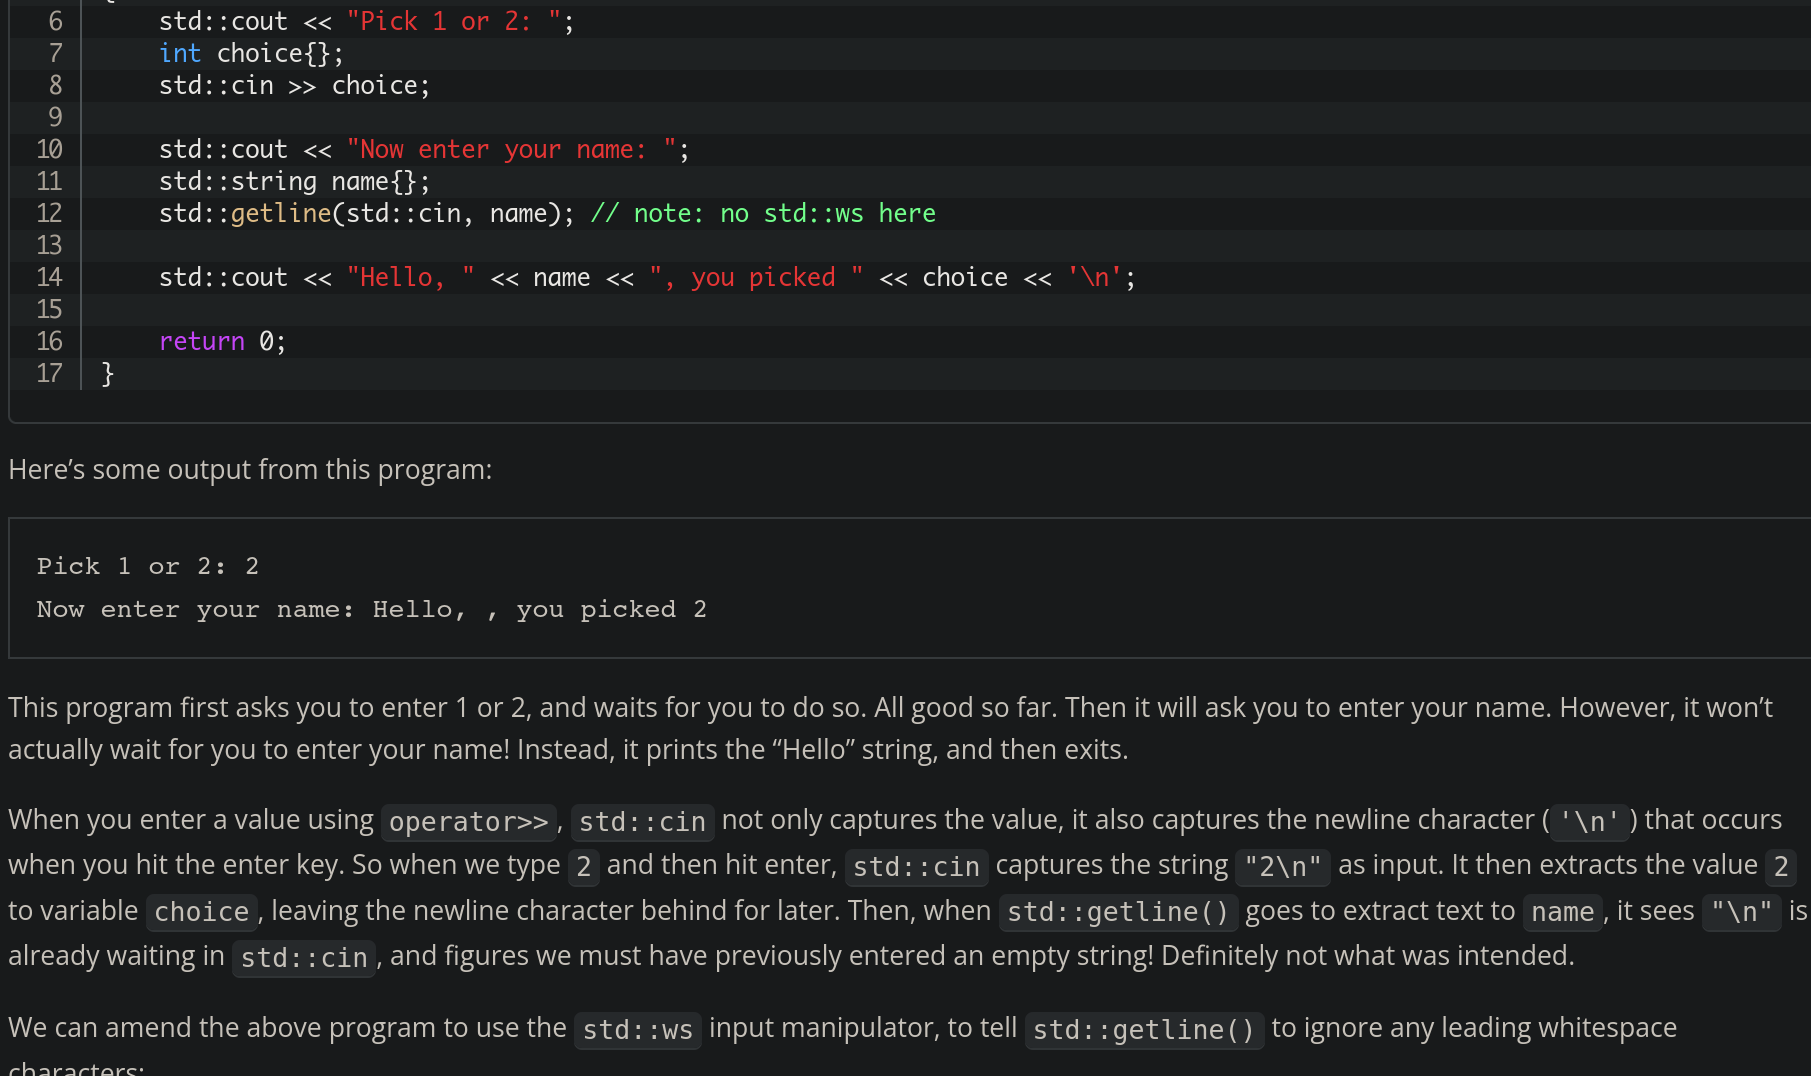 6 std::cout << "Pick 1 or 2: ";
7 int choice{};
8 std::cin >> choice;
9
10 std::cout << "Now enter your name: ";
11 std::string name{};
12 std::getline(std::cin, name); // note: no std::ws here
13
14 std::cout << "Hello, " << name << ", you picked " << choice << '\n';
15
16 return 0;
17 }
Here’s some output from this program:
Pick 1 or 2: 2
Now enter your name: Hello, , you picked 2
This program first asks you to enter 1 or 2, and waits for you to do so. All good so far. Then it will ask you to enter your name. However, it won’t
actually wait for you to enter your name! Instead, it prints the “Hello” string, and then exits.
When you enter a value using operator>>, std::cin not only captures the value, it also captures the newline character ('\n') that occurs
when you hit the enter key. So when we type 2 and then hit enter, std::cin captures the string "2\n" as input. It then extracts the value 2
to variable choice, leaving the newline character behind for later. Then, when std::getline() goes to extract text to name, it sees "\n" is
already waiting in std::cin, and figures we must have previously entered an empty string! Definitely not what was intended.
We can amend the above program to use the std::ws input manipulator, to tell std::getline() to ignore any leading whitespace
characters: